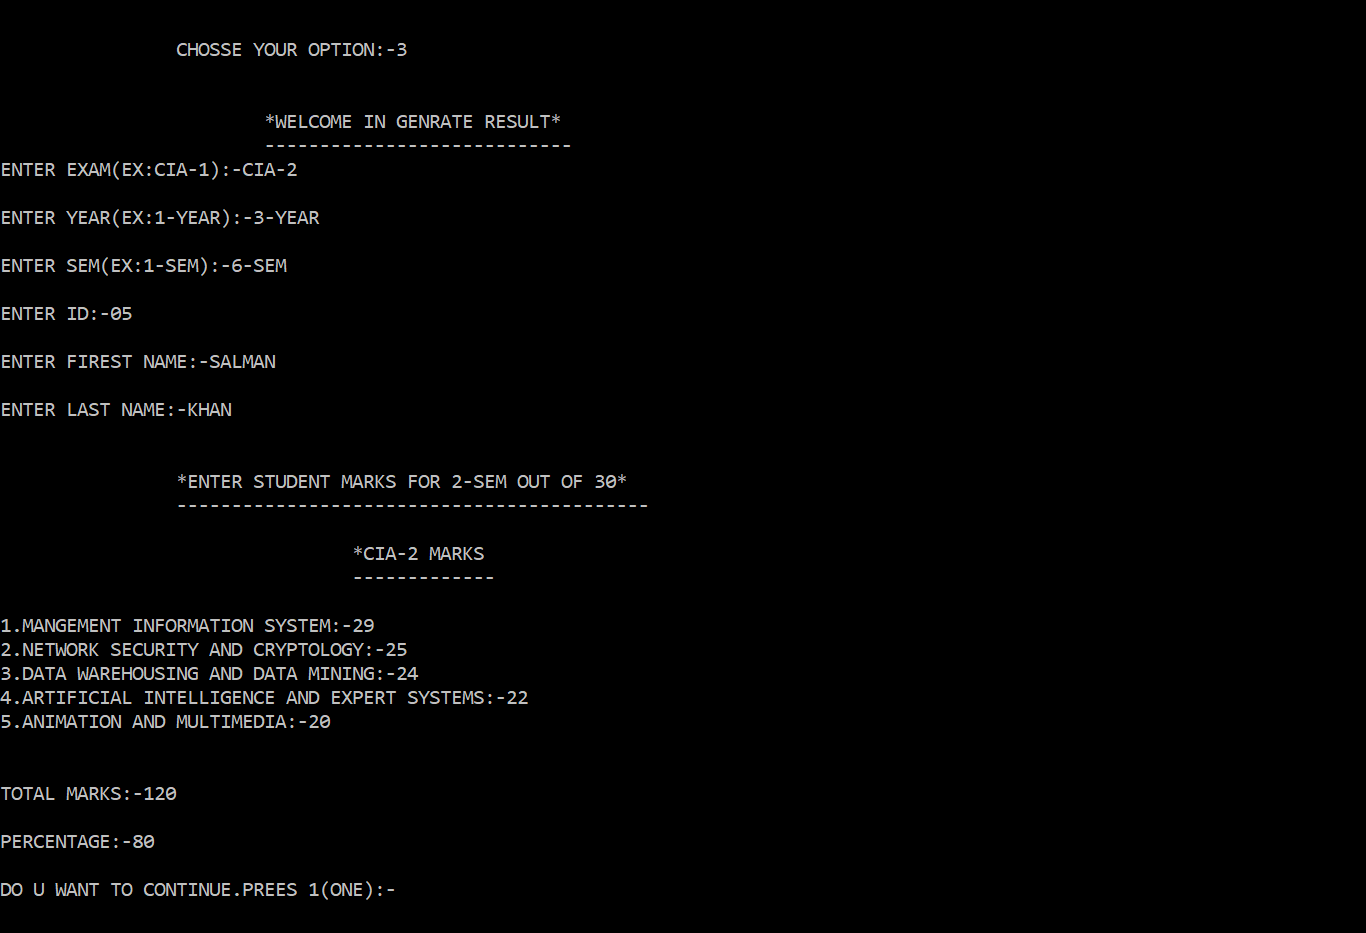 CHOSSE YOUR OPTION:-3
*WELCOME IN GENRATE RESULT*
----------------------------
ENTER EXAM(EX:CIA-1):-CIA-2
ENTER YEAR(EX:1-YEAR):-3-YEAR
ENTER SEM(EX:1-SEM):-6-SEM
ENTER ID:-05
ENTER FIREST NAME:-SALMAN
ENTER LAST NAME:-KHAN
*ENTER STUDENT MARKS FOR 2-SEM OUT OF 30*
-------------------------------------------
*CIA-2 MARKS
-------------
1.MANGEMENT INFORMATION SYSTEM:-29
2.NETWORK SECURITY AND CRYPTOLOGY:-25
3.DATA WAREHOUSING AND DATA MINING:-24
4.ARTIFICIAL INTELLIGENCE AND EXPERT SYSTEMS:-22
5.ANIMATION AND MULTIMEDIA:-20
TOTAL MARKS:-120
PERCENTAGE:-80
DO U WANT TO CONTINUE.PREES 1(ONE):-